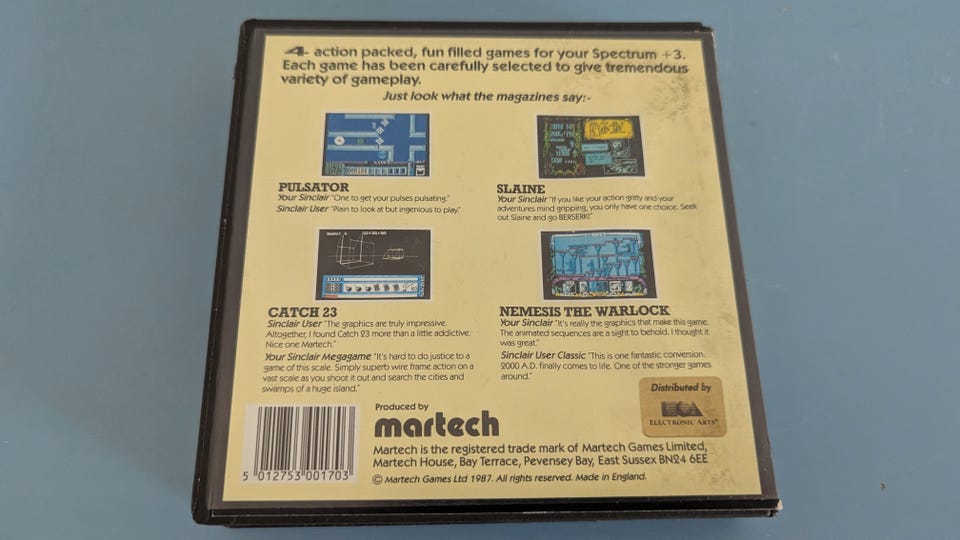 4 action packed, fun filled games for your Spectrum +3.
Each game has been carefully selected to give tremendous
variety of gameplay.
Just look what the magazines say:-
PULSATOR
Your Sinclair "One to get your pulses pulsating."
Sinclair User "Plain to look at but ingenious to play."
SLAINE
Your Sinclair "If you like your action gritty and your
adventures mind gripping, you only have one choice. Seek
out Slaine and go BERSERK!"
CATCH 23
Sinclair User "The graphics are truly impressive.
Altogether, I found Catch 23 more than a little addictive.
Nice one Martech."
Your Sinclair Megagame "It's hard to do justice to a
game of this scale. Simply superb wire frame action on a
vast scale as you shoot it out and search the cities and
swamps of a huge island."
NEMESIS THE WARLOCK
Your Sinclair "It's really the graphics that make this game.
The animated sequences are a sight to behold. I thought it
was great."
Sinclair User Classic "This is one fantastic conversion.
2000 A.D. finally comes to life. One of the stronger games
around."
Distributed by
ELECTRONIC ARTS®
5 012753 001703
Produced by
martech
Martech is the registered trade mark of Martech Games Limited,
Martech House, Bay Terrace, Pevensey Bay, East Sussex BN24 6EE
© Martech Games Ltd 1987. All rights reserved. Made in England.